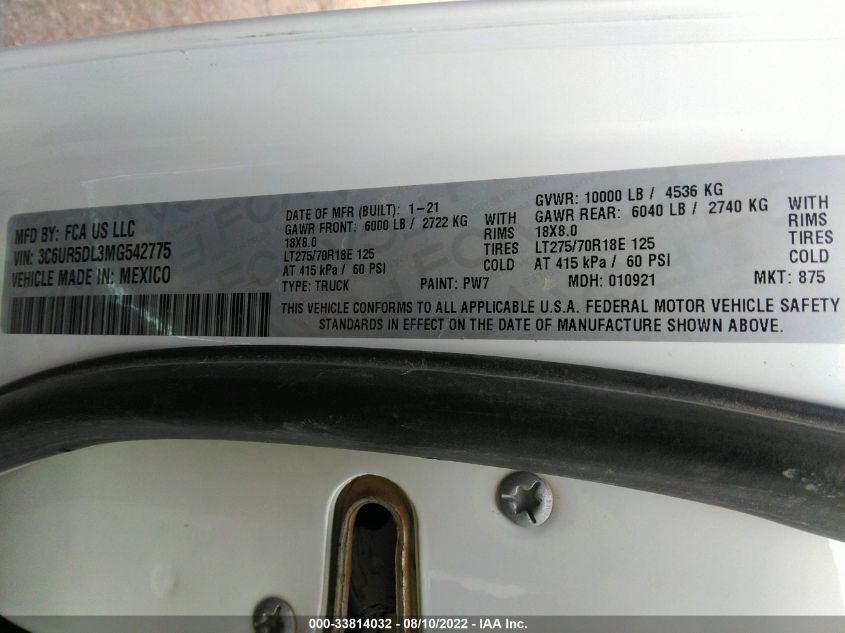 MFD BY: FCA US LLC
VIN: 3C6UR5DL3MG542775
VEHICLE MADE IN: MEXICO
DATE OF MFR (BUILT): 1-21
GAWR FRONT: 6000 LB / 2722 KG WITH
18X8.0 RIMS
LT275/70R18E 125 TIRES
AT 415 kPa / 60 PSI COLD
TYPE: TRUCK PAINT: PW7
GVWR: 10000 LB / 4536 KG
GAWR REAR: 6040 LB / 2740 KG WITH
18X8.0 RIMS
LT275/70R18E 125 TIRES
AT 415 kPa / 60 PSI COLD
MDH: 010921 MKT: 875
THIS VEHICLE CONFORMS TO ALL APPLICABLE U.S.A. FEDERAL MOTOR VEHICLE SAFETY
STANDARDS IN EFFECT ON THE DATE OF MANUFACTURE SHOWN ABOVE.
000-33814032 - 08/10/2022 - IAA Inc.